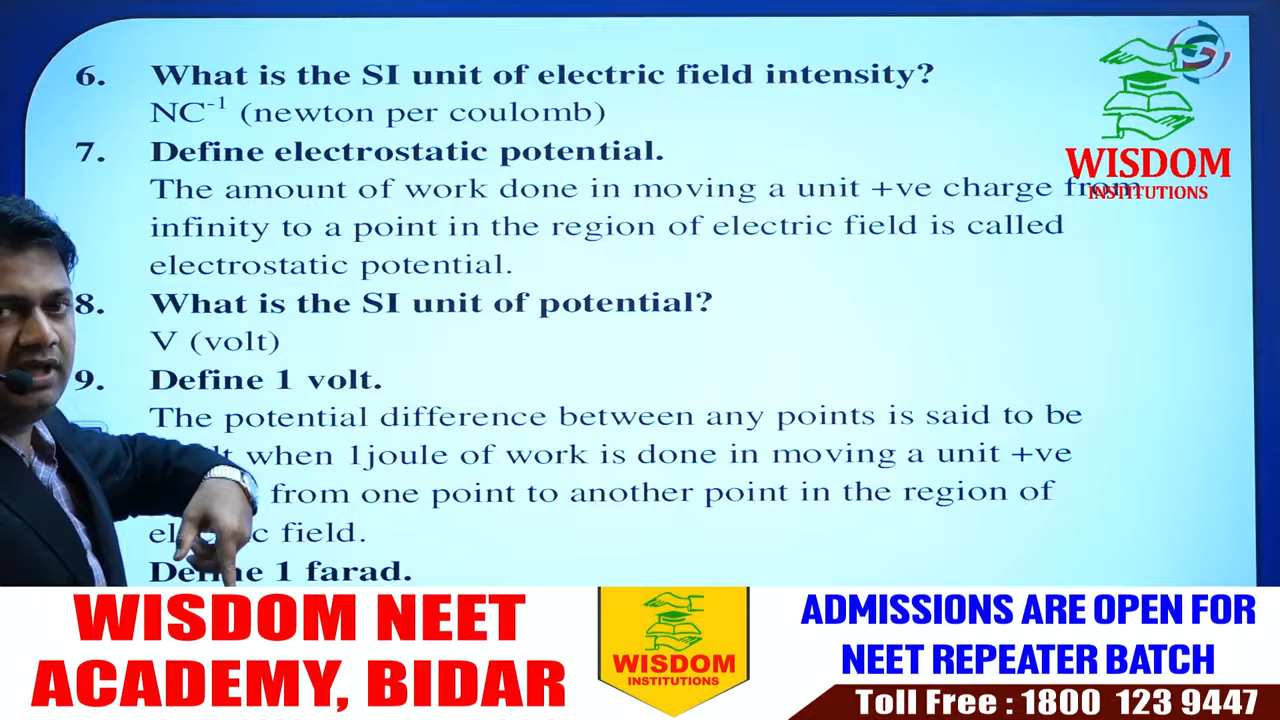 6. What is the SI unit of electric field intensity?
NC⁻¹ (newton per coulomb)
7. Define electrostatic potential.
The amount of work done in moving a unit +ve charge from
infinity to a point in the region of electric field is called
electrostatic potential.
8. What is the SI unit of potential?
V (volt)
9. Define 1 volt.
The potential difference between any points is said to be
when 1joule of work is done in moving a unit +ve
from one point to another point in the region of
field.
Define 1 farad.
WISDOM
INSTITUTIONS
WISDOM NEET
ACADEMY, BIDAR
WISDOM
INSTITUTIONS
ADMISSIONS ARE OPEN FOR
NEET REPEATER BATCH
Toll Free : 1800 123 9447